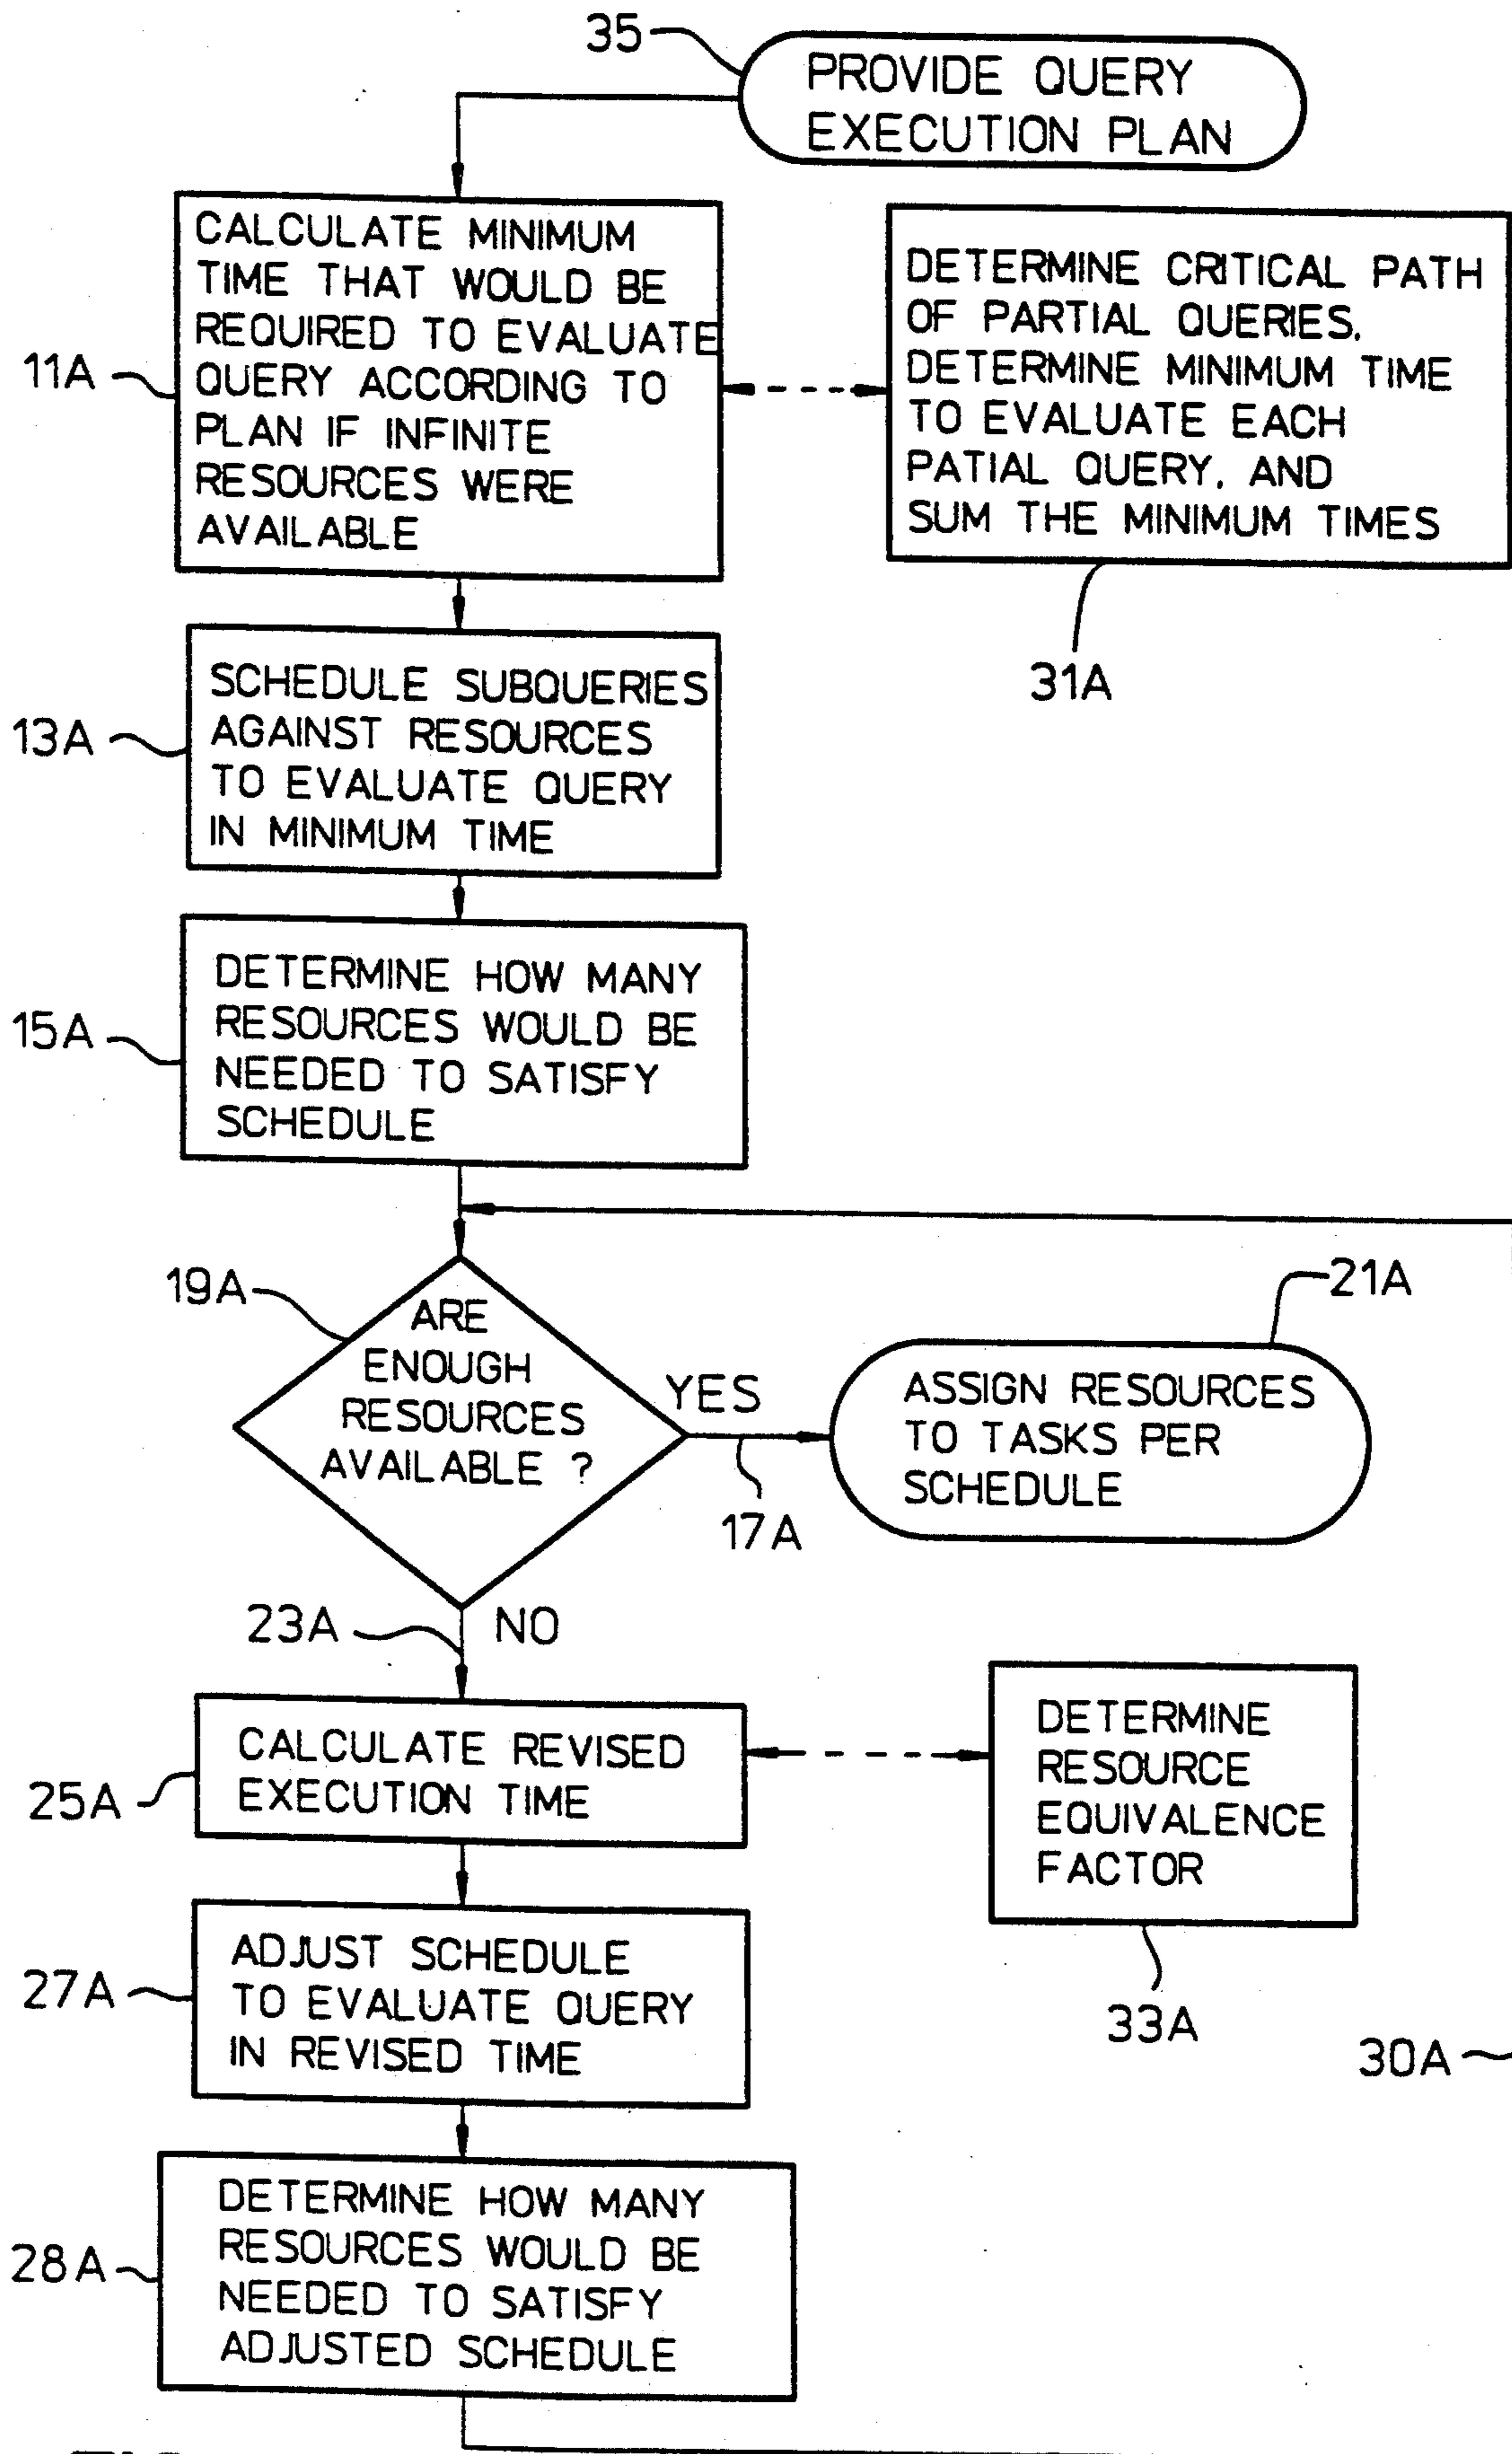 35
PROVIDE QUERY
EXECUTION PLAN
CALCULATE MINIMUM
TIME THAT WOULD BE
REQUIRED TO EVALUATE
QUERY ACCORDING TO
PLAN IF INFINITE
RESOURCES WERE
AVAILABLE
11A
DETERMINE CRITICAL PATH
OF PARTIAL QUERIES,
DETERMINE MINIMUM TIME
TO EVALUATE EACH
PATIAL QUERY, AND
SUM THE MINIMUM TIMES
31A
SCHEDULE SUBQUERIES
AGAINST RESOURCES
TO EVALUATE QUERY
IN MINIMUM TIME
13A
DETERMINE HOW MANY
RESOURCES WOULD BE
NEEDED TO SATISFY
SCHEDULE
15A
19A
ARE
ENOUGH
RESOURCES
AVAILABLE ?
YES
17A
21A
ASSIGN RESOURCES
TO TASKS PER
SCHEDULE
23A
NO
CALCULATE REVISED
EXECUTION TIME
25A
DETERMINE
RESOURCE
EQUIVALENCE
FACTOR
33A
ADJUST SCHEDULE
TO EVALUATE QUERY
IN REVISED TIME
27A
30A
DETERMINE HOW MANY
RESOURCES WOULD BE
NEEDED TO SATISFY
ADJUSTED SCHEDULE
28A